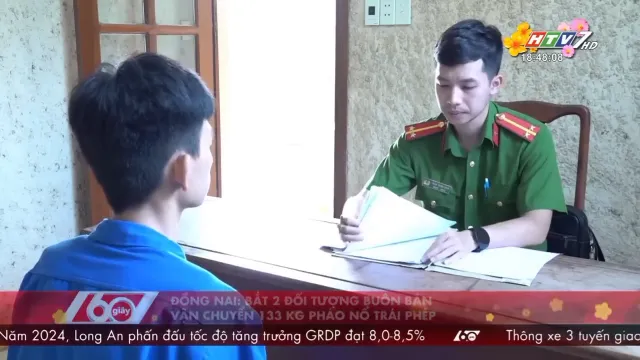 HTV7 HD
18:48:08
60 giây
ĐỒNG NAI: BẮT 2 ĐỐI TƯỢNG BUÔN BÁN
VẬN CHUYỂN 133 KG PHÁO NỔ TRÁI PHÉP
Năm 2024, Long An phấn đấu tốc độ tăng trưởng GRDP đạt 8,0-8,5%
60
Thông xe 3 tuyến giao